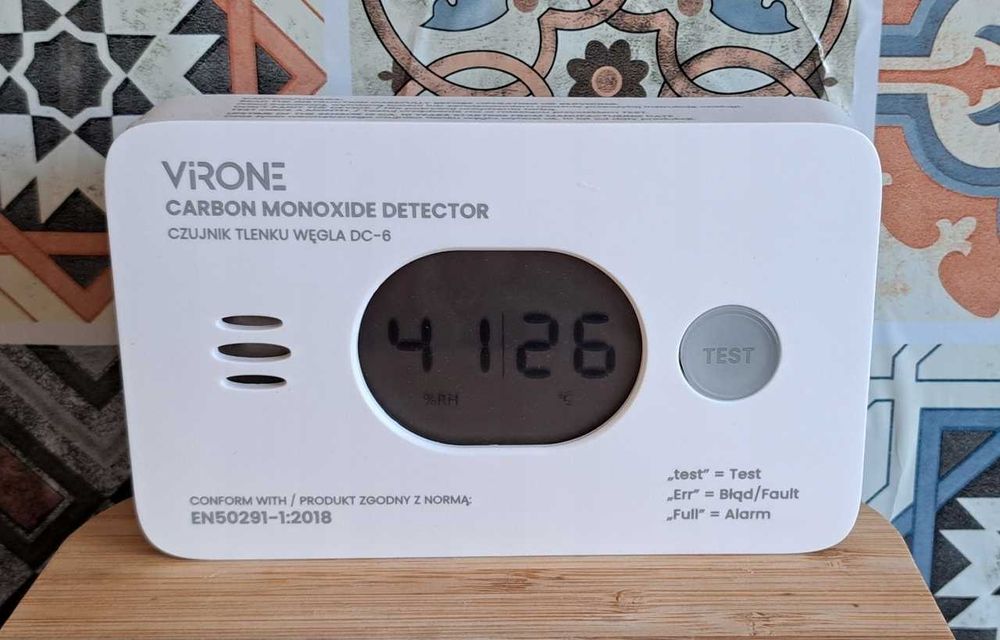 ViRONE
CARBON MONOXIDE DETECTOR
CZUJNIK TLENKU WĘGLA DC-6
41 26
%RH °C
TEST
„test” = Test
„Err” = Błąd/Fault
„Full” = Alarm
CONFORM WITH / PRODUKT ZGODNY Z NORMĄ:
EN50291-1:2018